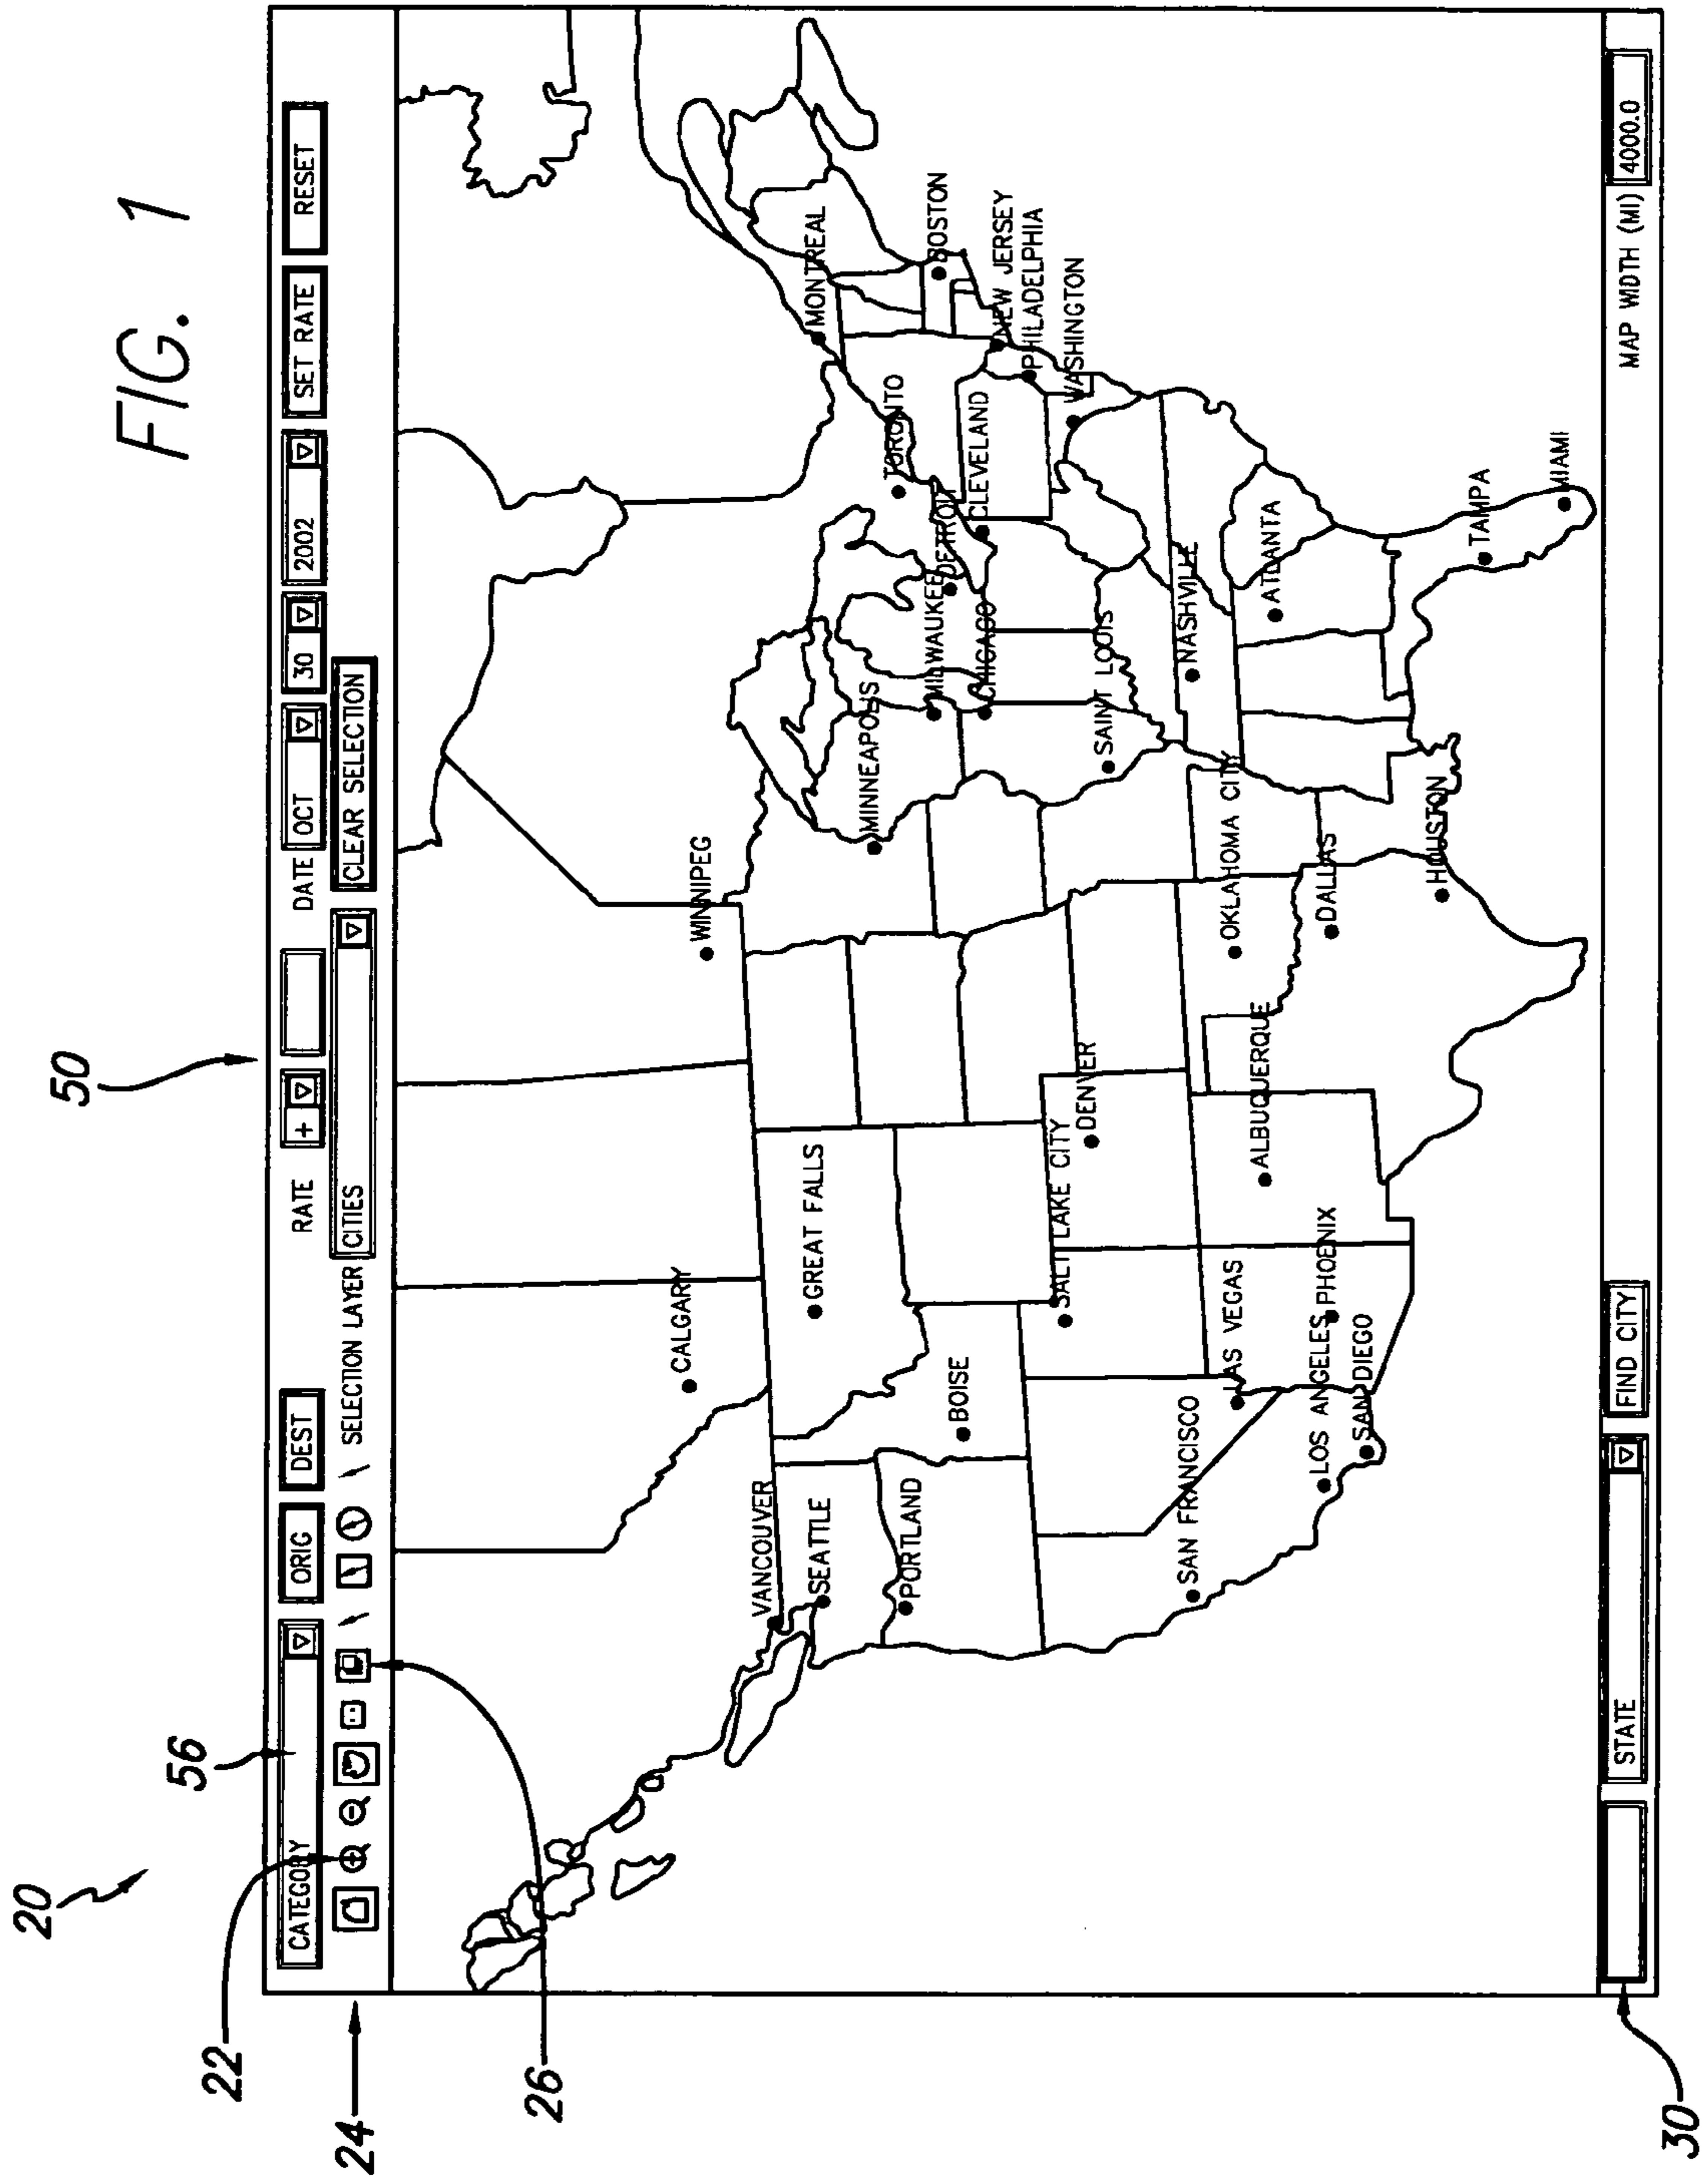 FIG. 1
20
50
56
22
24
26
30
CATEGORY ORIG DEST RATE + DATE OCT 30 2002 SET RATE RESET
SELECTION LAYER CITIES CLEAR SELECTION
WINNIPEG
CALGARY
VANCOUVER
SEATTLE
GREAT FALLS
MONTREAL
MINNEAPOLIS
TORONTO
PORTLAND
BOISE
MILWAUKEE
DETROIT
BOSTON
CHICAGO
CLEVELAND
NEW JERSEY
PHILADELPHIA
SALT LAKE CITY
DENVER
WASHINGTON
SAINT LOUIS
SAN FRANCISCO
NASHVILLE
LAS VEGAS
OKLAHOMA CITY
ALBUQUERQUE
ATLANTA
LOS ANGELES
PHOENIX
DALLAS
SAN DIEGO
HOUSTON
TAMPA
MIAMI
STATE FIND CITY MAP WIDTH (MI) 4000.0